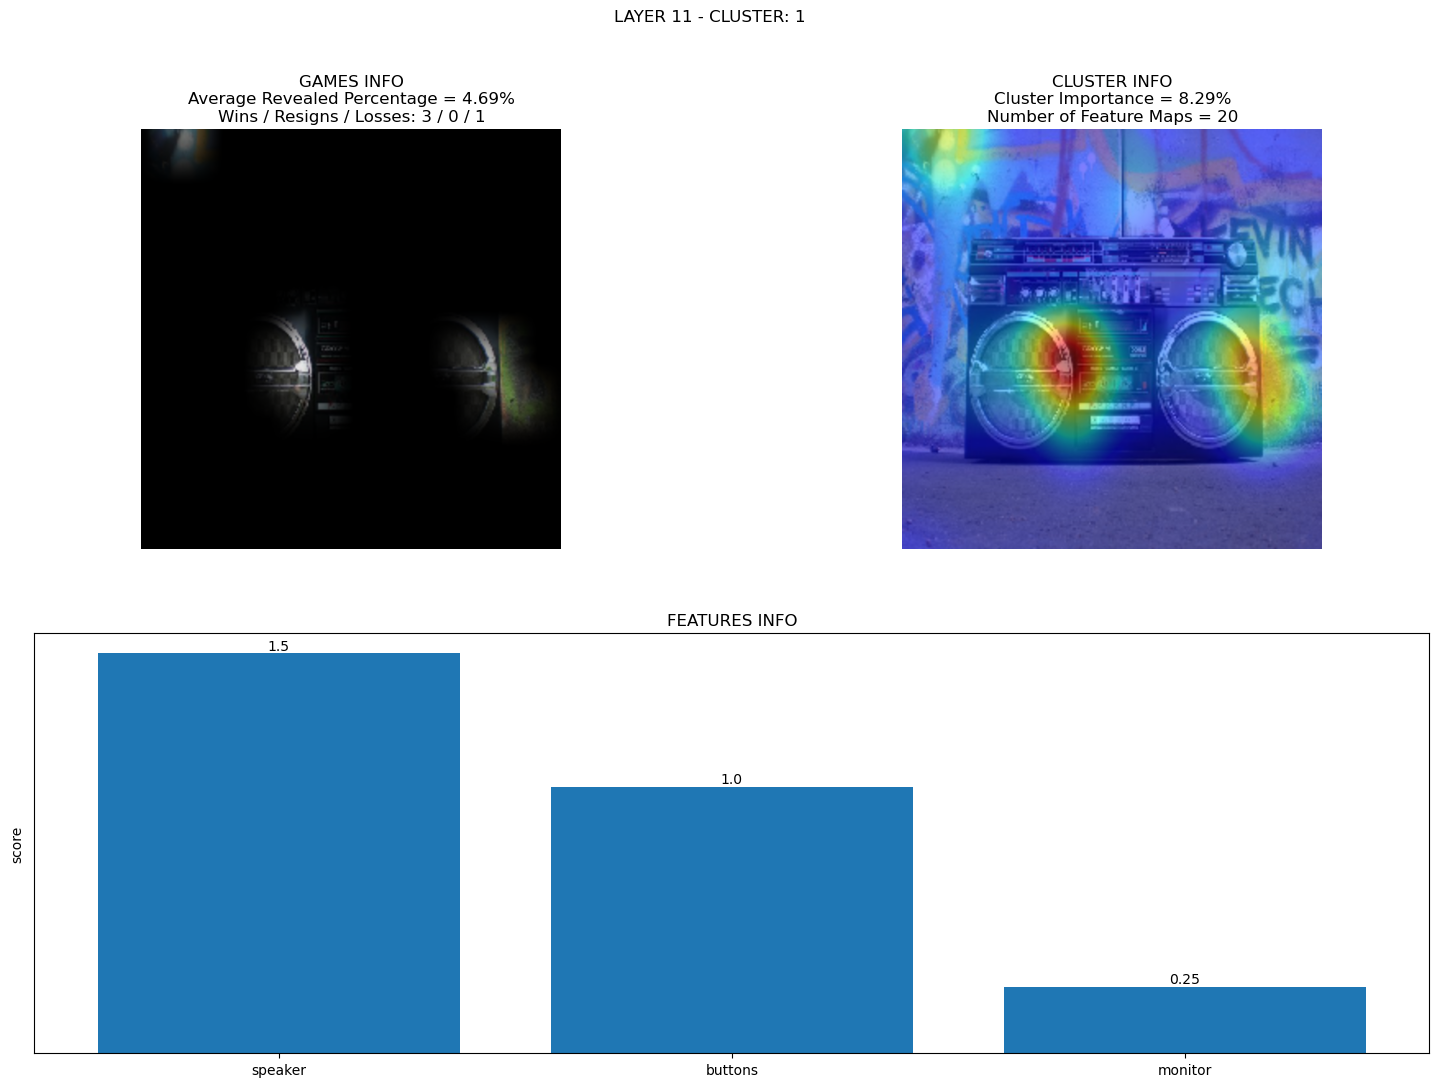 LAYER 11 - CLUSTER: 1
GAMES INFO
Average Revealed Percentage = 4.69%
Wins / Resigns / Losses: 3 / 0 / 1
CLUSTER INFO
Cluster Importance = 8.29%
Number of Feature Maps = 20
EVIN
ECL
FEATURES INFO
score
1.5
1.0
0.25
speaker
buttons
monitor